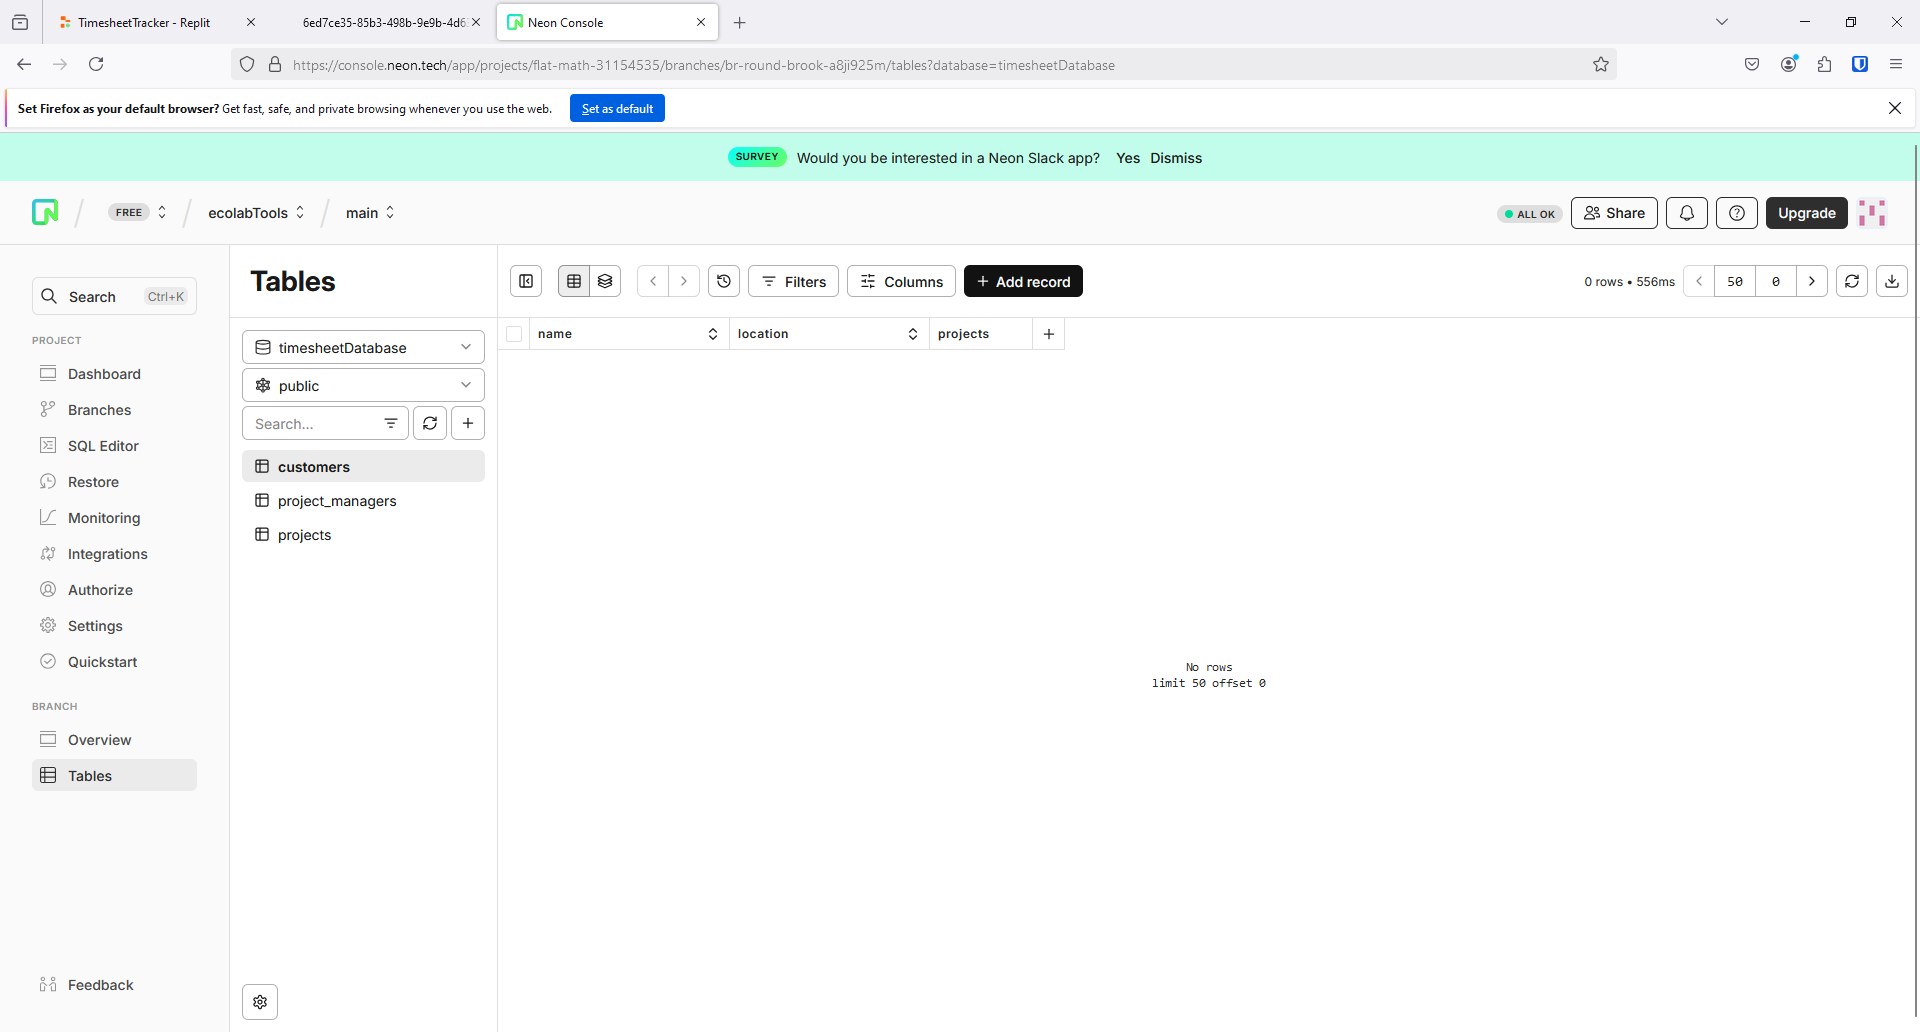 TimesheetTracker - Replit
6ed7ce35-85b3-498b-9e9b-4d6
Neon Console
https://console.neon.tech/app/projects/flat-math-31154535/branches/br-round-brook-a8ji925m/tables?database=timesheetDatabase
Set Firefox as your default browser? Get fast, safe, and private browsing whenever you use the web.
Set as default
SURVEY
Would you be interested in a Neon Slack app?
Yes
Dismiss
FREE
ecolabTools
main
ALL OK
Share
Upgrade
Search
Ctrl+K
PROJECT
Dashboard
Branches
SQL Editor
Restore
Monitoring
Integrations
Authorize
Settings
Quickstart
BRANCH
Overview
Tables
Feedback
Tables
timesheetDatabase
public
Search...
customers
project_managers
projects
Filters
Columns
Add record
0 rows • 556ms
50
0
name
location
projects
No rows
limit 50 offset 0